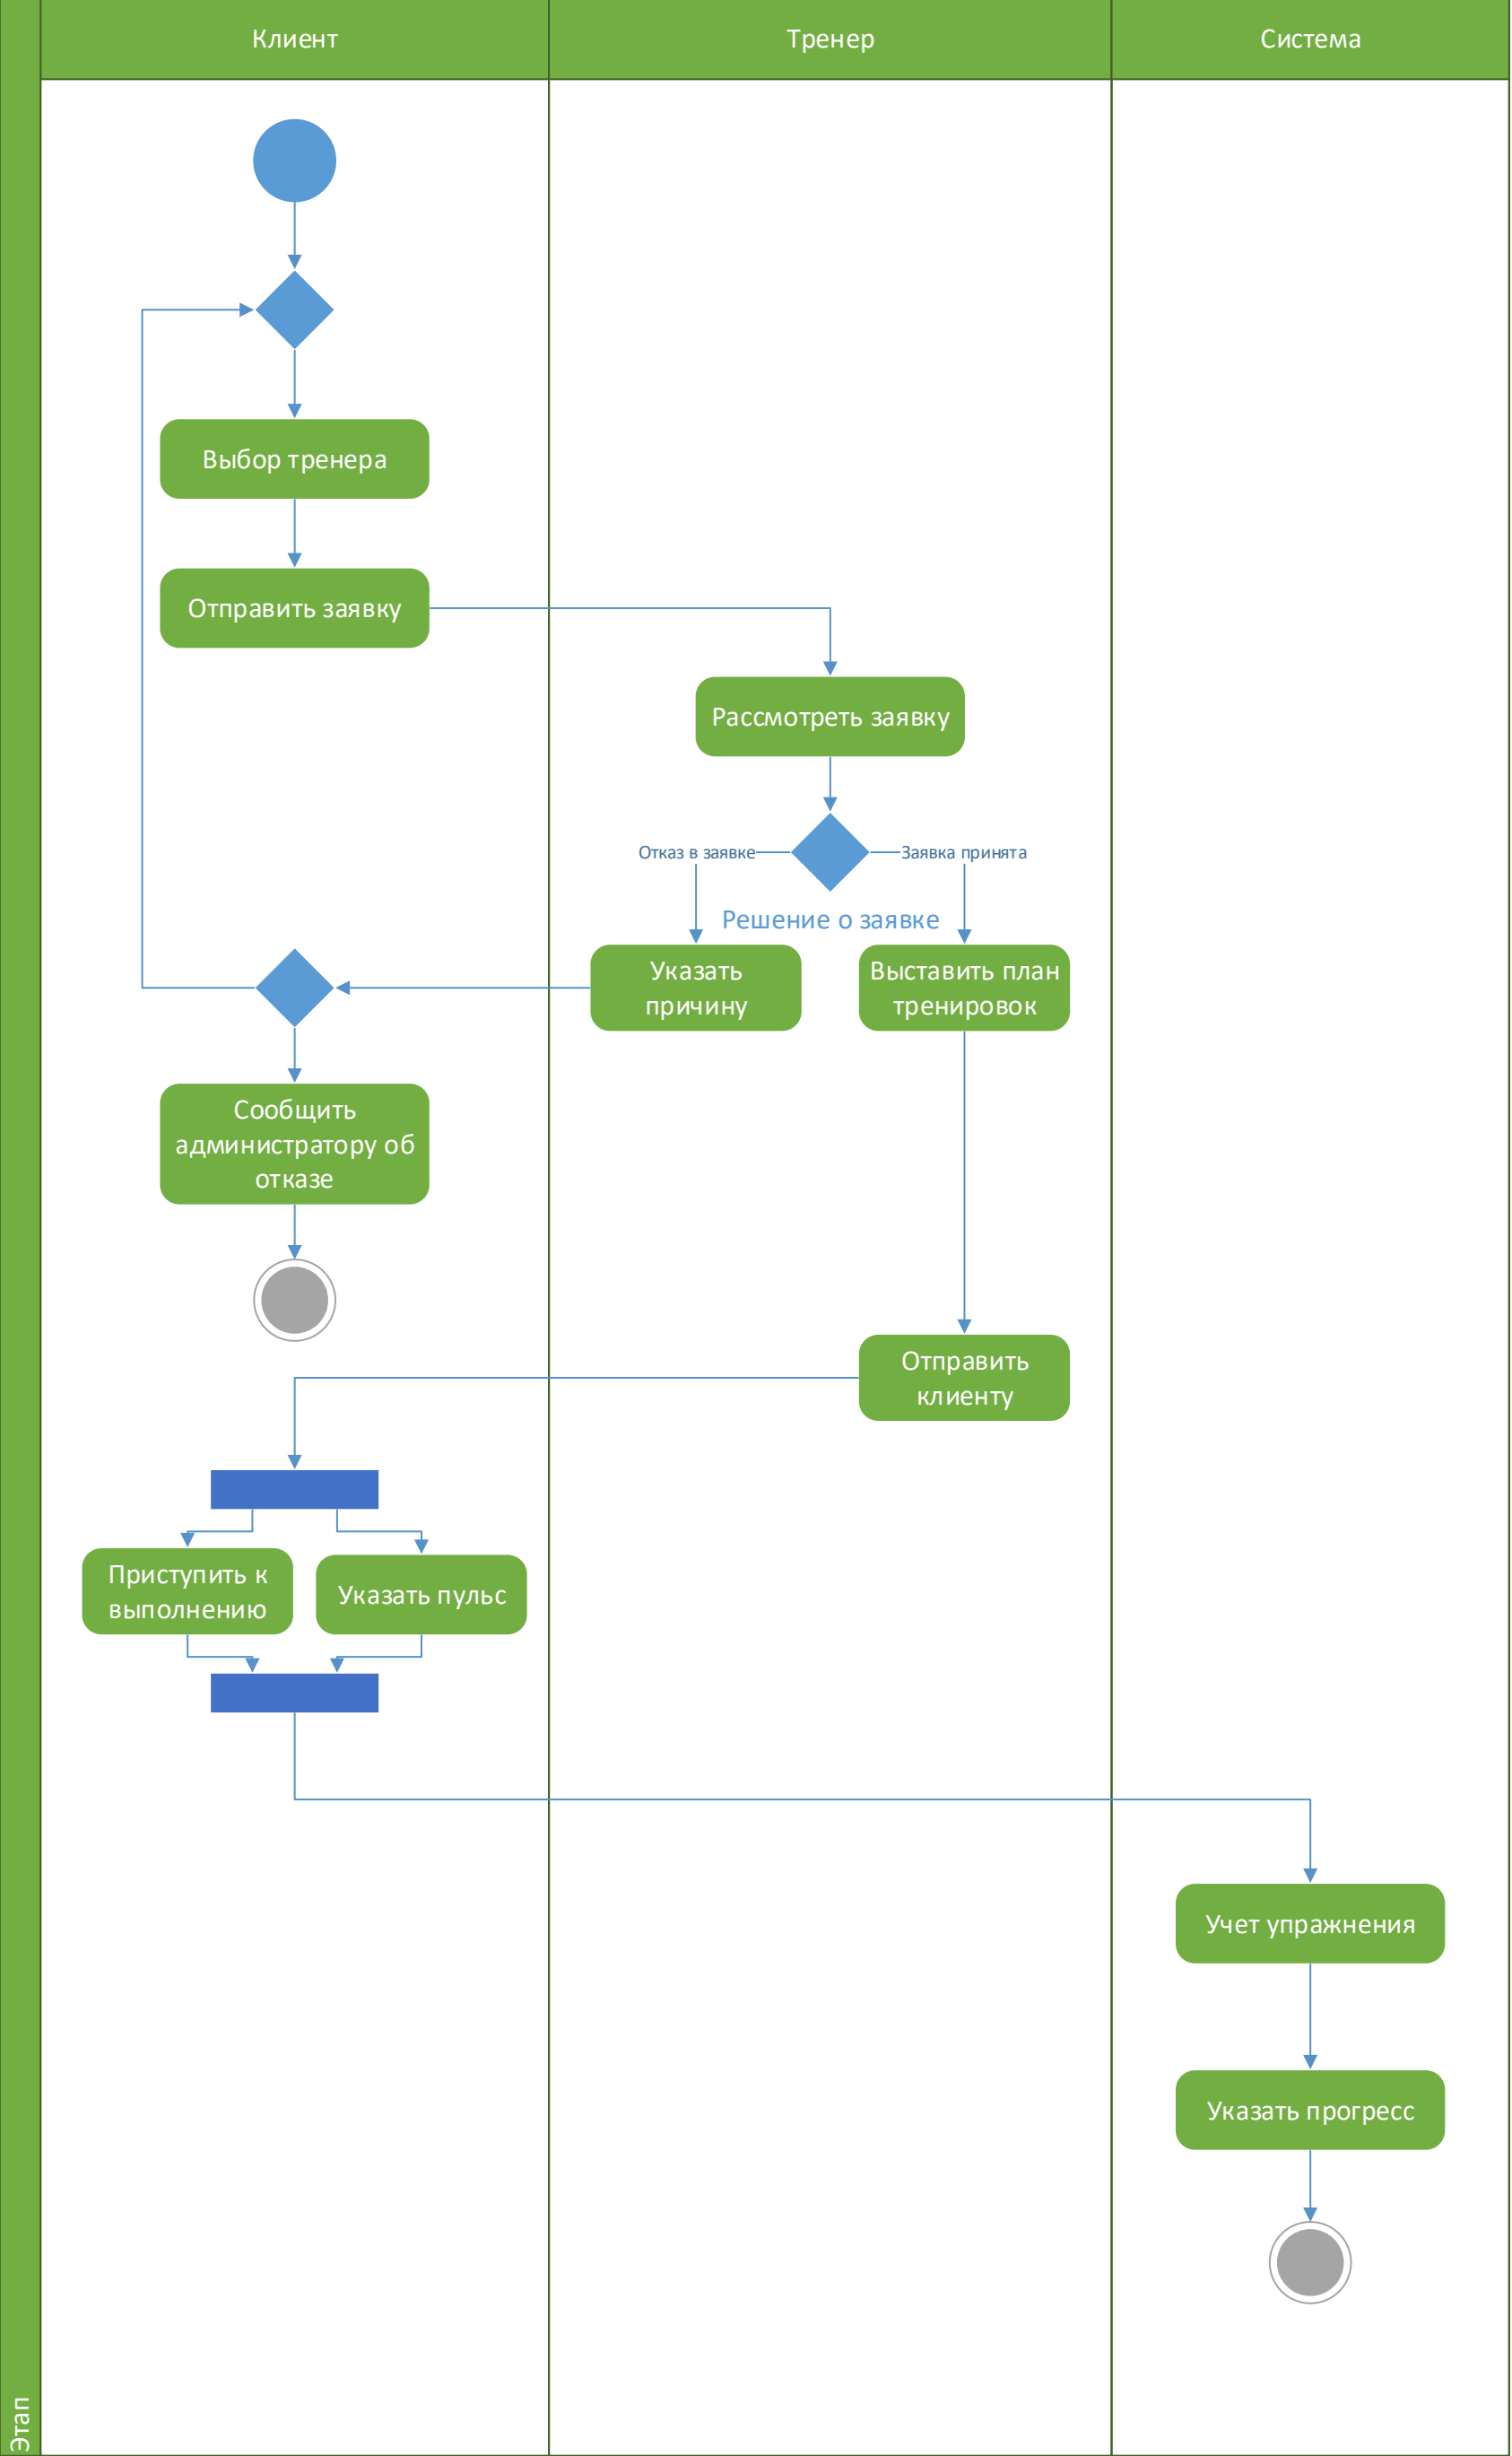 Клиент
Тренер
Система
Выбор тренера
Отправить заявку
Рассмотреть заявку
Отказ в заявке
Заявка принята
Решение о заявке
Указать
причину
Выставить план
тренировок
Сообщить
администратору об
отказе
Отправить
клиенту
Приступить к
выполнению
Указать пульс
Учет упражнения
Указать прогресс
Этап